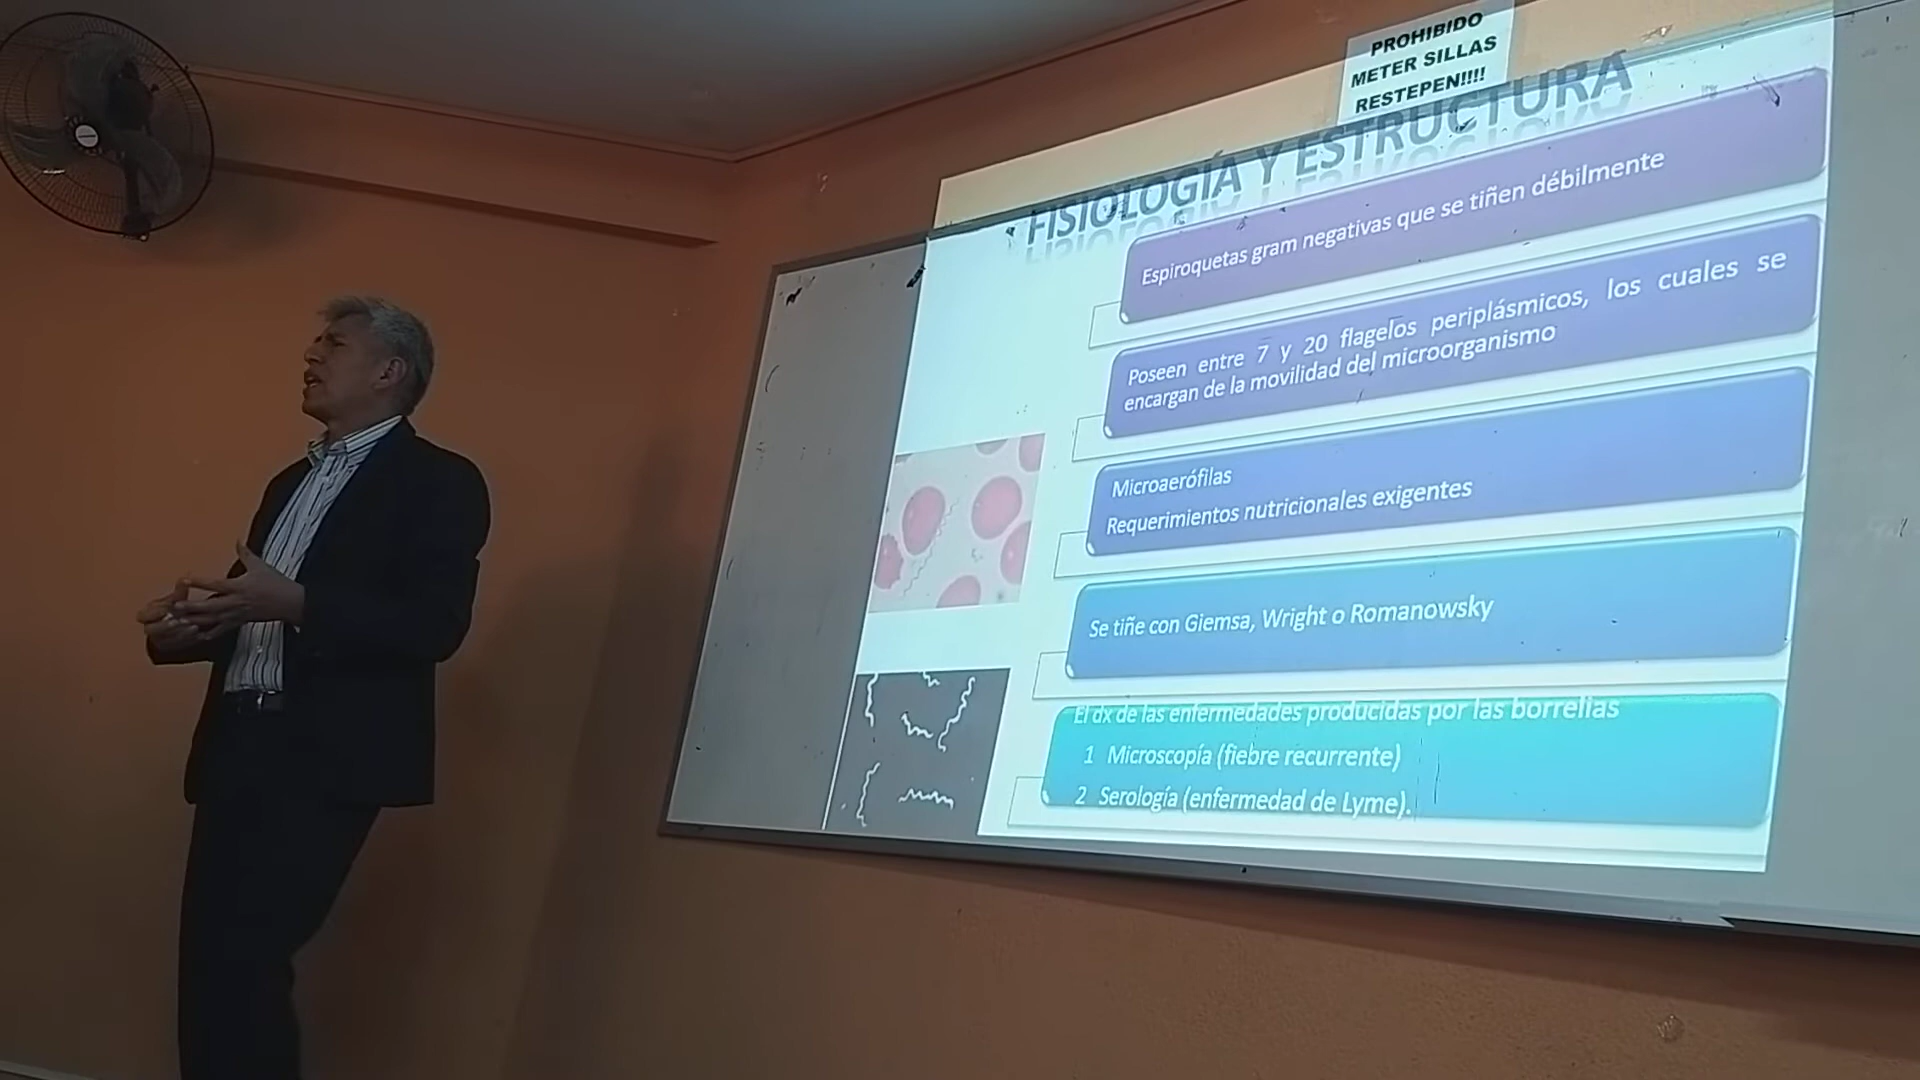 PROHIBIDO
METER SILLAS
RESTEPEN!!!!
FISIOLOGÍA Y ESTRUCTURA
Espiroquetas gram negativas que se tiñen débilmente
Poseen entre 7 y 20 flagelos periplásmicos, los cuales se
encargan de la movilidad del microorganismo
Microaerófilas
Requerimientos nutricionales exigentes
Se tiñe con Giemsa, Wright o Romanowsky
El dx de las enfermedades producidas por las borrelias
1 Microscopía (fiebre recurrente)
2 Serología (enfermedad de Lyme).